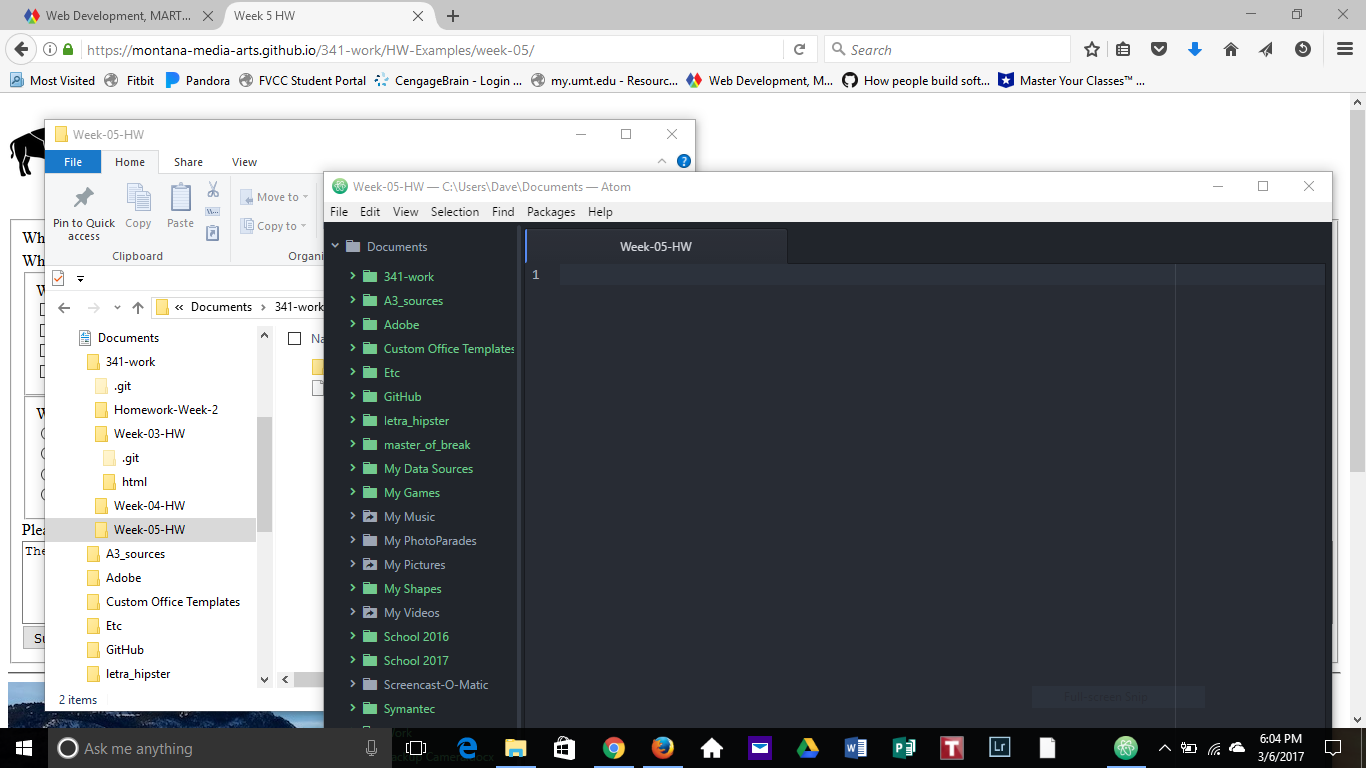 Web Development, MART
Week 5 HW
https://montana-media-arts.github.io/341-work/HW-Examples/week-05/
Search
Most Visited
Fitbit
Pandora
FVCC Student Portal
CengageBrain - Login ...
my.umt.edu - Resourc...
Web Development, M...
How people build soft...
Master Your Classes™ ...
Week-05-HW
File
Home
Share
View
Pin to Quick access
Copy
Paste
Move to
Copy to
Clipboard
Organi
« Documents > 341-work
Documents
341-work
.git
Homework-Week-2
Week-03-HW
.git
html
Week-04-HW
Week-05-HW
A3_sources
Adobe
Custom Office Templates
Etc
GitHub
letra_hipster
2 items
Na
Wh
Wh
W
W
Plea
The
Su
Week-05-HW — C:\Users\Dave\Documents — Atom
File Edit View Selection Find Packages Help
Documents
341-work
A3_sources
Adobe
Custom Office Templates
Etc
GitHub
letra_hipster
master_of_break
My Data Sources
My Games
My Music
My PhotoParades
My Pictures
My Shapes
My Videos
School 2016
School 2017
Screencast-O-Matic
Symantec
Week-05-HW
1
Ask me anything
6:04 PM
3/6/2017